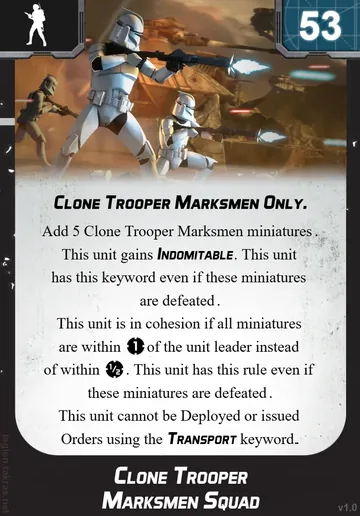 53
CLONE TROOPER MARKSMEN ONLY.
Add 5 Clone Trooper Marksmen miniatures.
This unit gains INDOMITABLE. This unit
has this keyword even if these miniatures
are defeated.
This unit is in cohesion if all miniatures
are within 1 of the unit leader instead
of within ½. This unit has this rule even if
these miniatures are defeated.
This unit cannot be Deployed or issued
Orders using the TRANSPORT keyword.
CLONE TROOPER
MARKSMEN SQUAD
v1.0